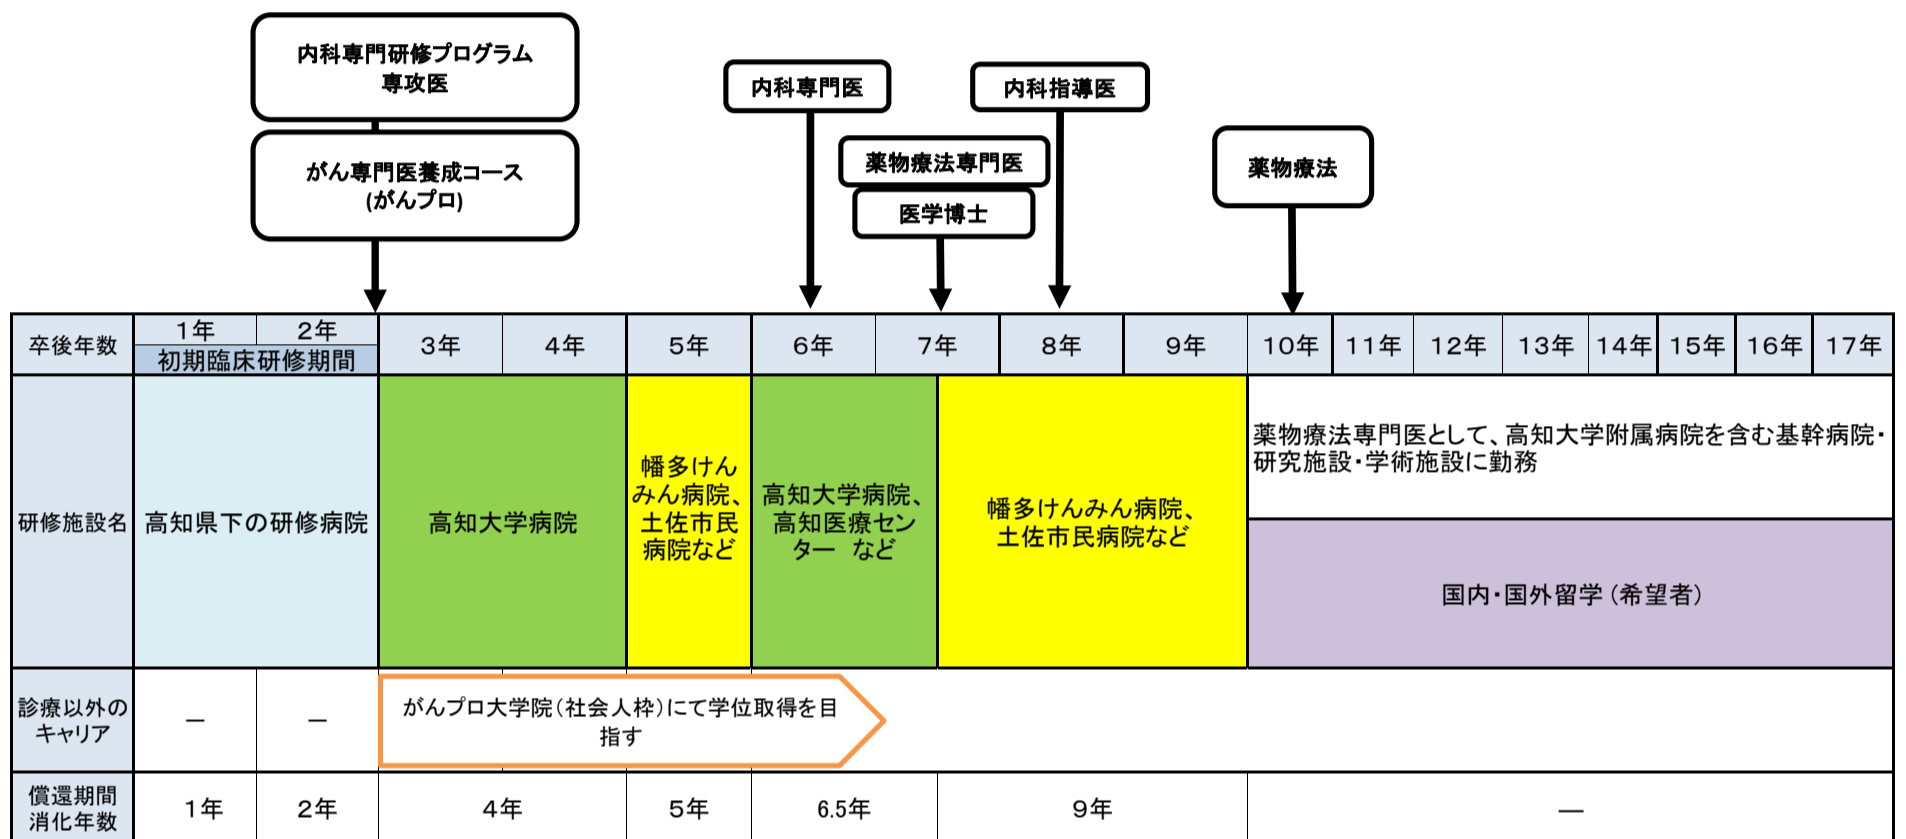 内科専門研修プログラム
専攻医
がん専門医養成コース
(がんプロ)
内科専門医
薬物療法専門医
医学博士
内科指導医
薬物療法
卒後年数
1年
2年
初期臨床研修期間
3年
4年
5年
6年
7年
8年
9年
10年
11年
12年
13年
14年
15年
16年
17年
研修施設名
高知県下の研修病院
高知大学病院
幡多けん
みん病院、
土佐市民
病院など
高知大学病院、
高知医療セン
ター など
幡多けんみん病院、
土佐市民病院など
薬物療法専門医として、高知大学附属病院を含む基幹病院・
研究施設・学術施設に勤務
国内・国外留学(希望者)
診療以外の
キャリア
―
―
がんプロ大学院(社会人枠)にて学位取得を目
指す
償還期間
消化年数
1年
2年
4年
5年
6.5年
9年
―